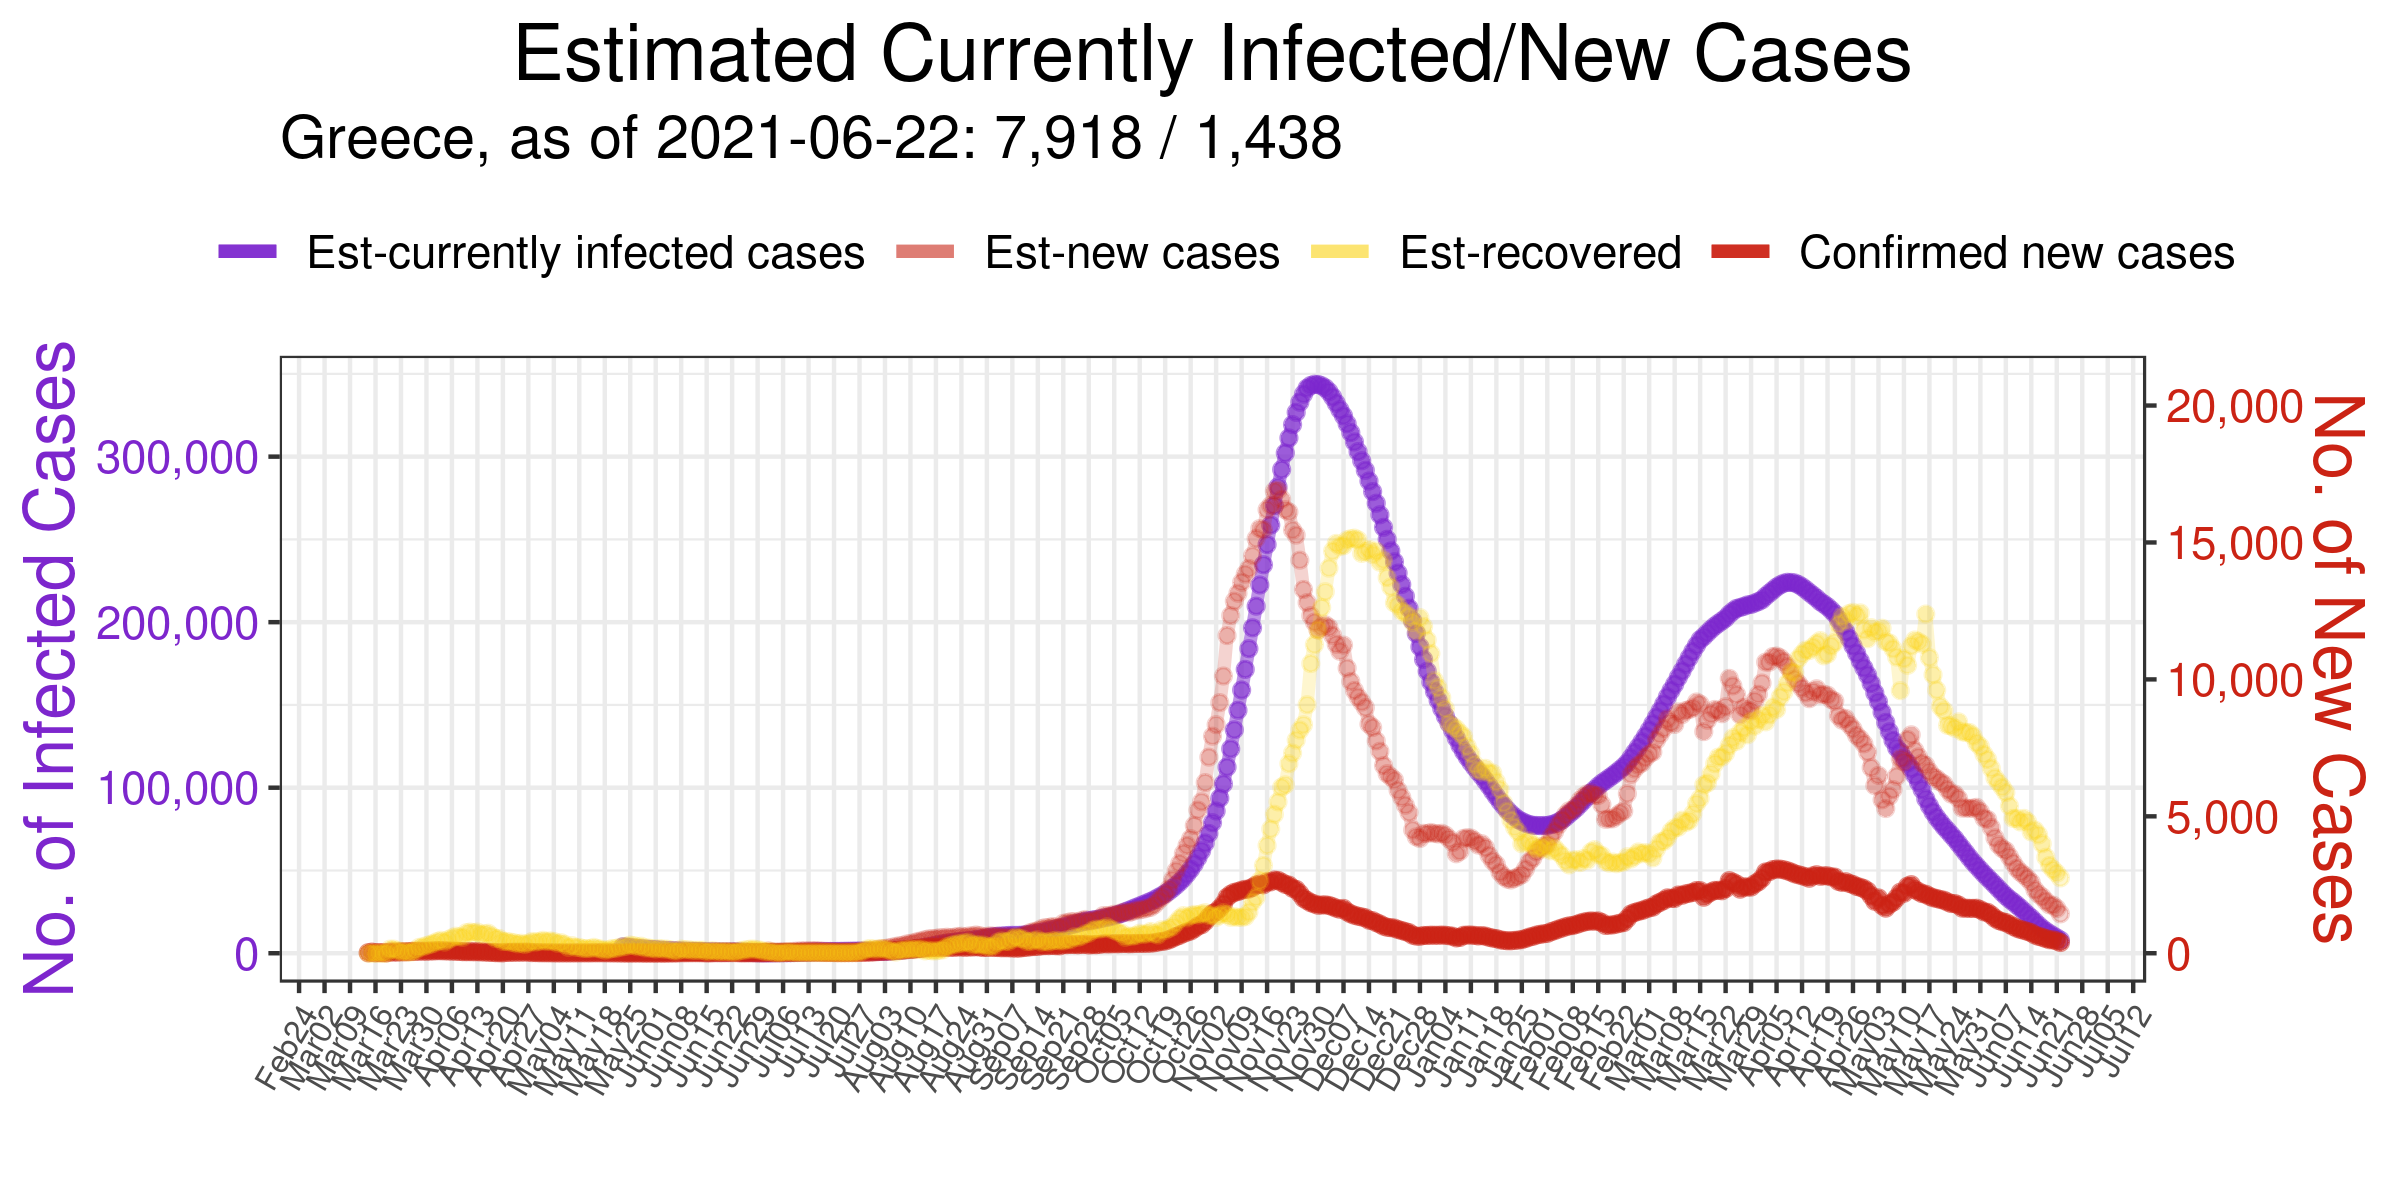 Estimated Currently Infected/New Cases
Greece, as of 2021-06-22: 7,918 / 1,438
Est-currently infected cases Est-new cases Est-recovered Confirmed new cases
No. of Infected Cases
300,000
200,000
100,000
0
20,000
15,000
10,000
5,000
0
No. of New Cases
Feb24
Mar02
Mar09
Mar16
Mar23
Mar30
Apr06
Apr13
Apr20
Apr27
May04
May11
May18
May25
Jun01
Jun08
Jun15
Jun22
Jun29
Jul06
Jul13
Jul20
Jul27
Aug03
Aug10
Aug17
Aug24
Aug31
Sep07
Sep14
Sep21
Sep28
Oct05
Oct12
Oct19
Oct26
Nov02
Nov09
Nov16
Nov23
Nov30
Dec07
Dec14
Dec21
Dec28
Jan04
Jan11
Jan18
Jan25
Feb01
Feb08
Feb15
Feb22
Mar01
Mar08
Mar15
Mar22
Mar29
Apr05
Apr12
Apr19
Apr26
May03
May10
May17
May24
May31
Jun07
Jun14
Jun21
Jun28
Jul05
Jul12